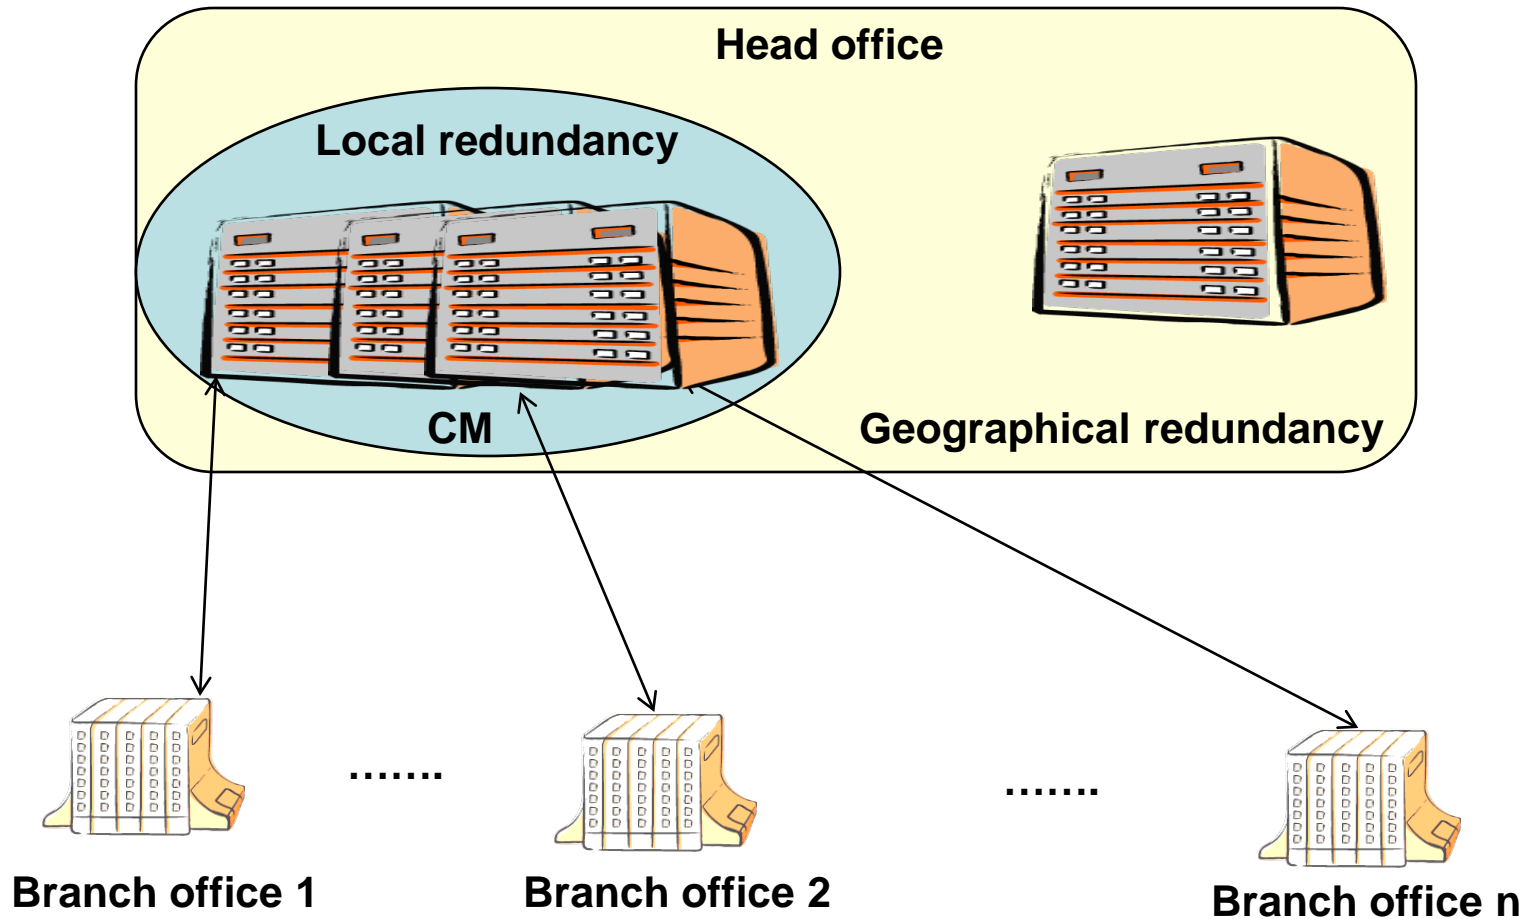 Head office
Local redundancy
CM
Geographical redundancy
.......
.......
Branch office 1
Branch office 2
Branch office n